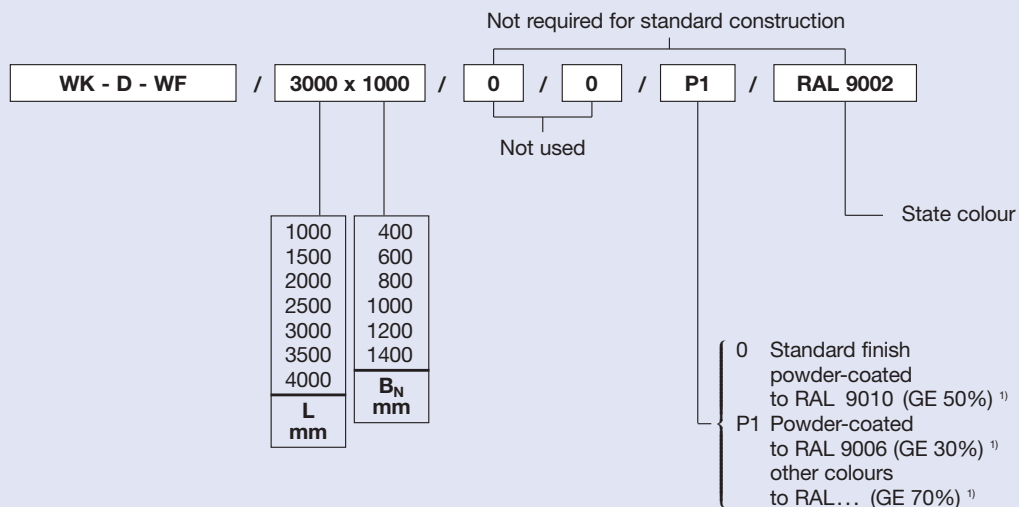 Not required for standard construction
WK - D - WF / 3000 x 1000 / 0 / 0 / P1 / RAL 9002
Not used
State colour
1000
1500
2000
2500
3000
3500
4000
L
mm
400
600
800
1000
1200
1400
BN
mm
0 Standard finish
powder-coated
to RAL 9010 (GE 50%) 1)
P1 Powder-coated
to RAL 9006 (GE 30%) 1)
other colours
to RAL... (GE 70%) 1)